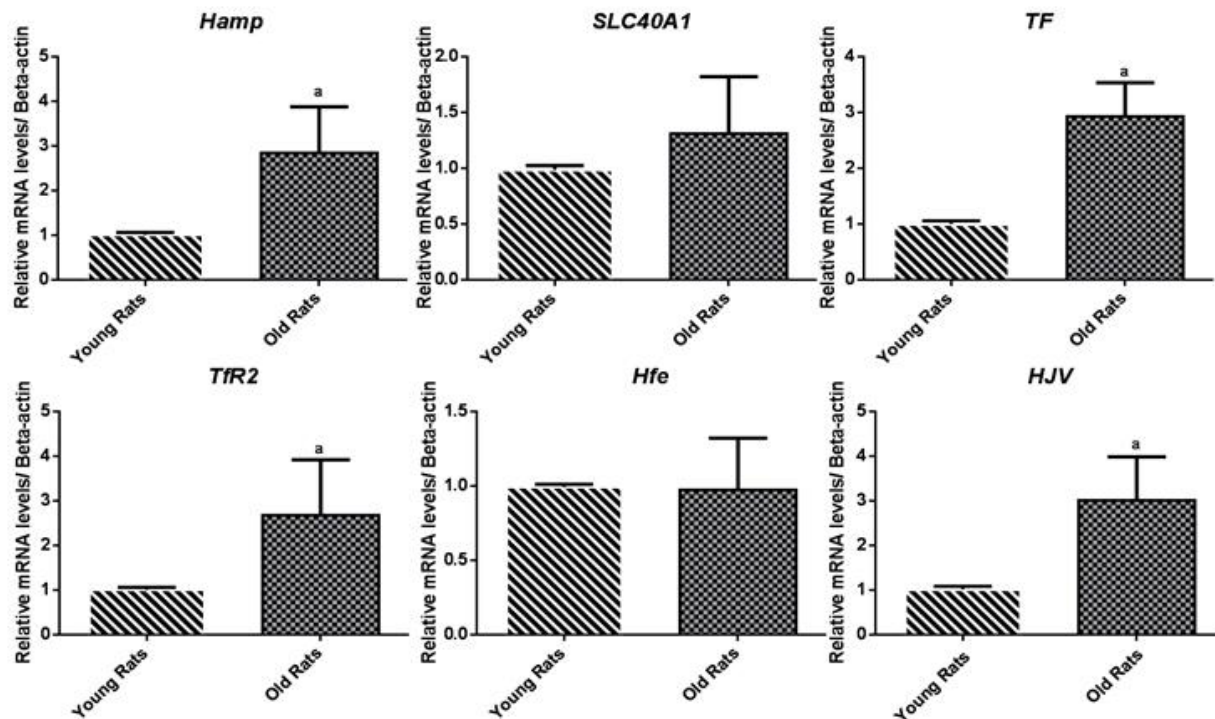 Hamp
Relative mRNA levels/ Beta-actin
5
4
3
2
1
0
a
Young Rats
Old Rats
SLC40A1
Relative mRNA levels/ Beta-actin
2.0
1.5
1.0
0.5
0.0
Young Rats
Old Rats
TF
Relative mRNA levels/ Beta-actin
4
3
2
1
0
a
Young Rats
Old Rats
TfR2
Relative mRNA levels/ Beta-actin
5
4
3
2
1
0
a
Young Rats
Old Rats
Hfe
Relative mRNA levels/ Beta-actin
1.5
1.0
0.5
0.0
Young Rats
Old Rats
HJV
Relative mRNA levels/ Beta-actin
5
4
3
2
1
0
a
Young Rats
Old Rats